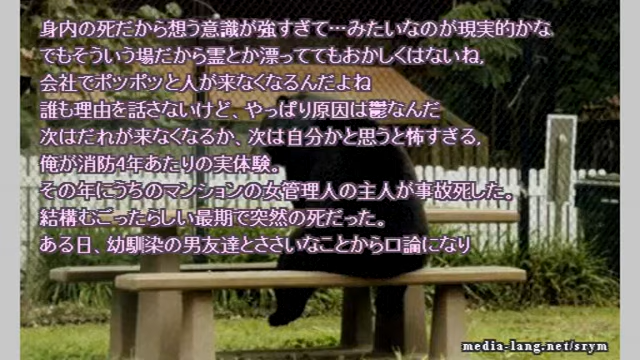 身内の死だから想う意識が強すぎて…みたいなのが現実的かな
でもそういう場だから霊とか漂っててもおかしくはないね,
会社でポツポツと人が来なくなるんだよね
誰も理由を話さないけど、やっぱり原因は鬱なんだ
次はだれが来なくなるか、次は自分かと思うと怖すぎる,
俺が消防4年あたりの実体験。
その年にうちのマンションの女管理人の主人が事故死した。
結構むごったらしい最期で突然の死だった。
ある日、幼馴染の男友達とささいなことから口論になり
media-lang.net/srym